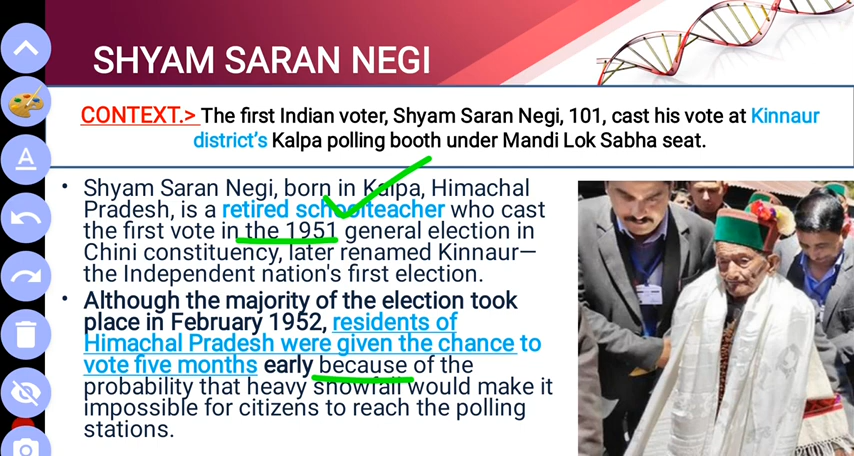 SHYAM SARAN NEGI
CONTEXT.> The first Indian voter, Shyam Saran Negi, 101, cast his vote at Kinnaur
district's Kalpa polling booth under Mandi Lok Sabha seat.
• Shyam Saran Negi, born in Kalpa, Himachal
Pradesh, is a retired schoolteacher who cast
the first vote in the 1951 general election in
Chini constituency, later renamed Kinnaur—
the Independent nation's first election.
• Although the majority of the election took
place in February 1952, residents of
Himachal Pradesh were given the chance to
vote five months early because of the
probability that heavy snowfall would make it
impossible for citizens to reach the polling
stations.